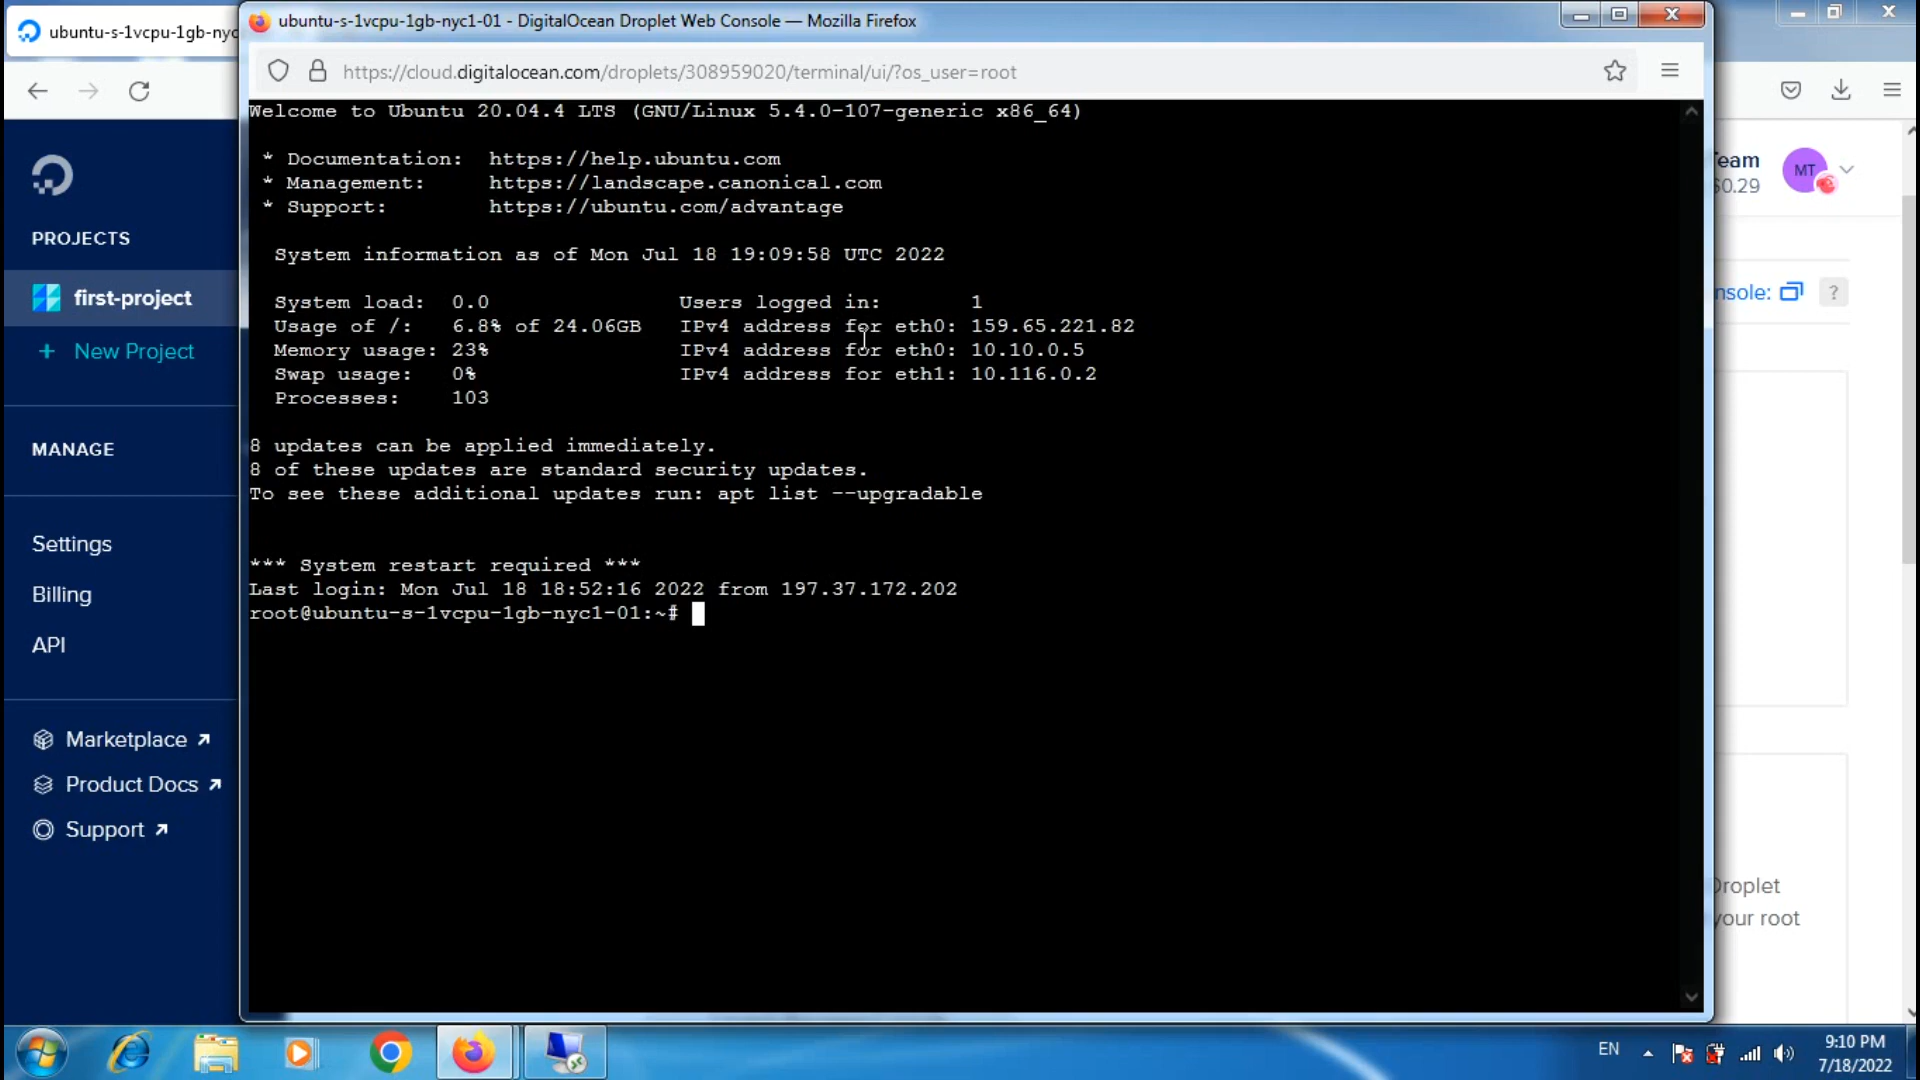 ubuntu-s-1vcpu-1gb-nyc
ubuntu-s-1vcpu-1gb-nyc1-01 - DigitalOcean Droplet Web Console — Mozilla Firefox
https://cloud.digitalocean.com/droplets/308959020/terminal/ui/?os_user=root
PROJECTS
first-project
+ New Project
MANAGE
Settings
Billing
API
Marketplace ↗
Product Docs ↗
Support ↗
Welcome to Ubuntu 20.04.4 LTS (GNU/Linux 5.4.0-107-generic x86_64)
* Documentation: https://help.ubuntu.com
* Management: https://landscape.canonical.com
* Support: https://ubuntu.com/advantage
System information as of Mon Jul 18 19:09:58 UTC 2022
System load: 0.0 Users logged in: 1
Usage of /: 6.8% of 24.06GB IPv4 address for eth0: 159.65.221.82
Memory usage: 23% IPv4 address for eth0: 10.10.0.5
Swap usage: 0% IPv4 address for eth1: 10.116.0.2
Processes: 103
8 updates can be applied immediately.
8 of these updates are standard security updates.
To see these additional updates run: apt list --upgradable
*** System restart required ***
Last login: Mon Jul 18 18:52:16 2022 from 197.37.172.202
root@ubuntu-s-1vcpu-1gb-nyc1-01:~#
eam
$0.29
MT
nsole:
?
Droplet
your root
EN
9:10 PM
7/18/2022